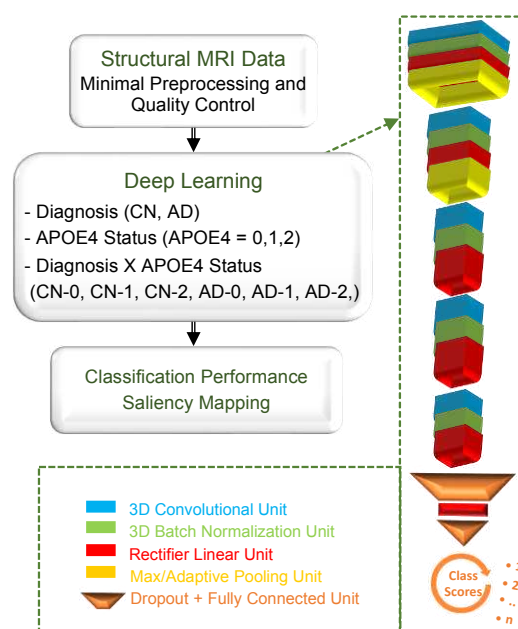 Structural MRI Data
Minimal Preprocessing and
Quality Control
Deep Learning
- Diagnosis (CN, AD)
- APOE4 Status (APOE4 = 0,1,2)
- Diagnosis X APOE4 Status
(CN-0, CN-1, CN-2, AD-0, AD-1, AD-2,)
Classification Performance
Saliency Mapping
3D Convolutional Unit
3D Batch Normalization Unit
Rectifier Linear Unit
Max/Adaptive Pooling Unit
Dropout + Fully Connected Unit
Class
Scores
• 2
• ..
• n